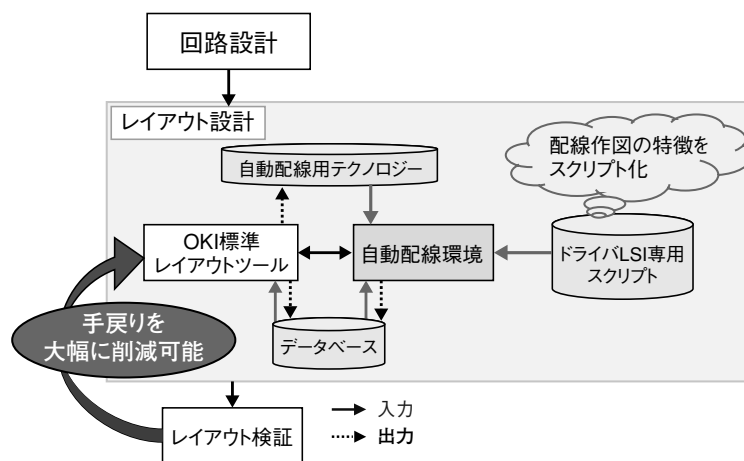 回路設計
レイアウト設計
配線作図の特徴を
スクリプト化
自動配線用テクノロジー
OKI標準
レイアウトツール
自動配線環境
ドライバLSI専用
スクリプト
手戻りを
大幅に削減可能
データベース
レイアウト検証
入力
出力